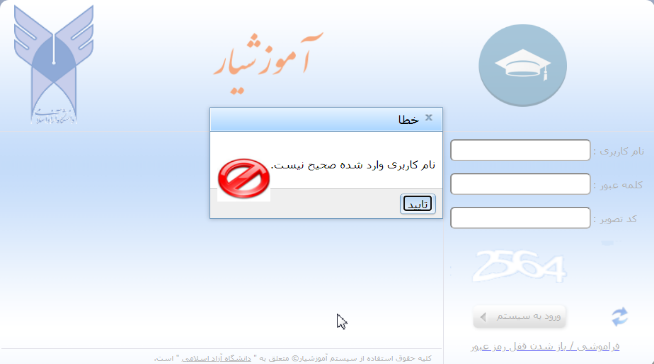 آموزشیار
خطا
نام کاربری وارد شده صحیح نیست.
تایید
نام کاربری :
کلمه عبور :
کد تصویر :
2564
ورود به سیستم
فراموشی / باز شدن قفل رمز عبور
کلیه حقوق استفاده از سیستم آموزشیار© متعلق به " دانشگاه آزاد اسلامی " است.